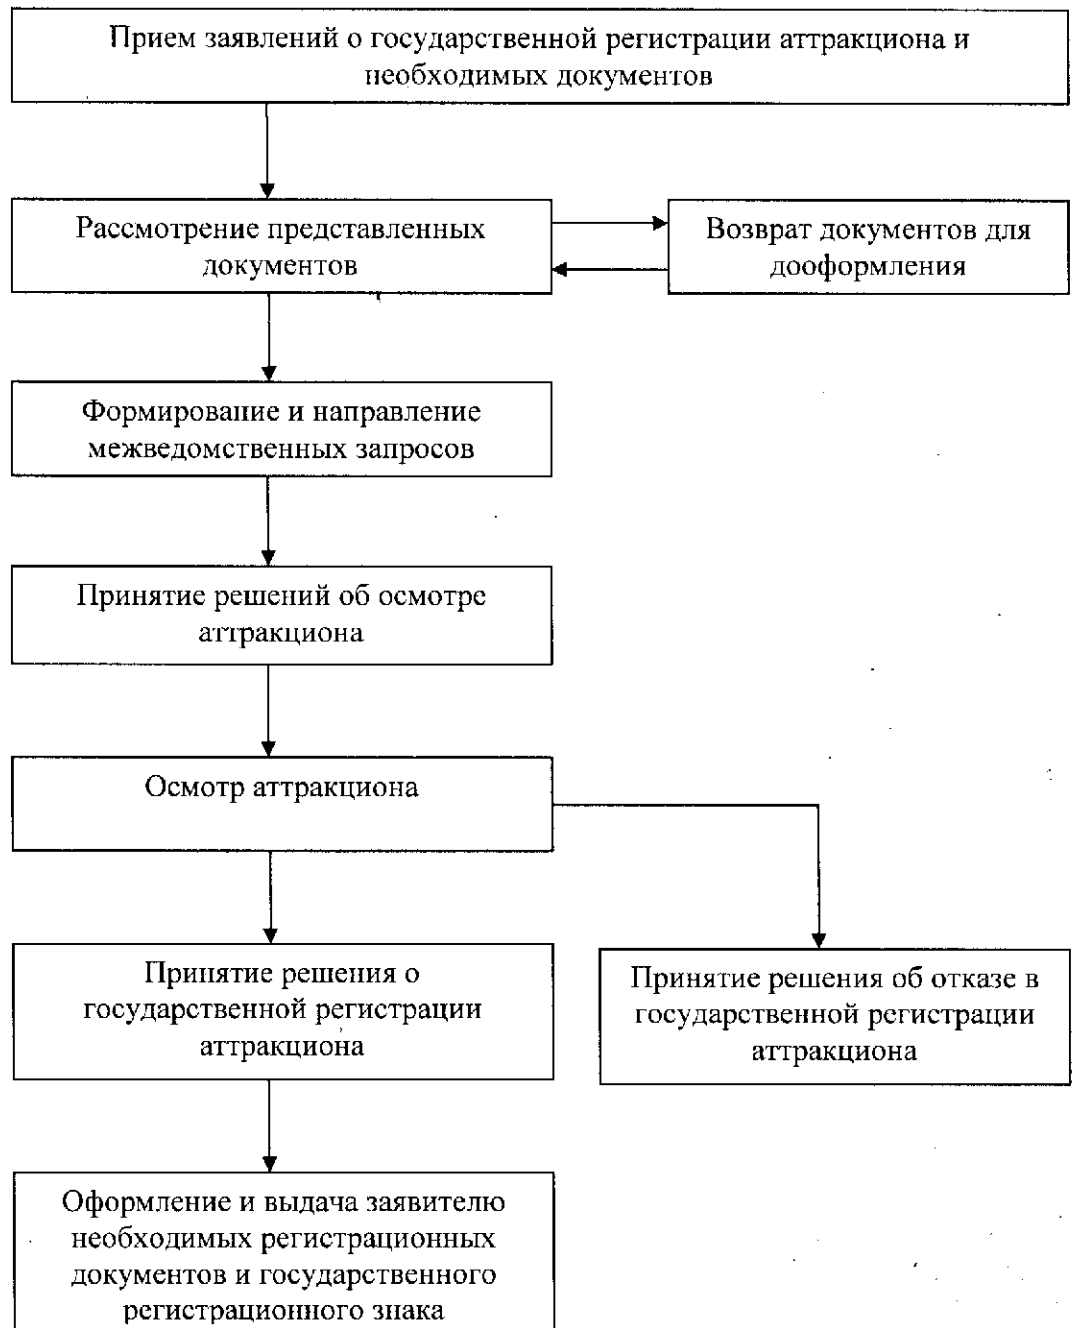 Прием заявлений о государственной регистрации аттракциона и
необходимых документов
Рассмотрение представленных
документов
Возврат документов для
дооформления
Формирование и направление
межведомственных запросов
Принятие решений об осмотре
аттракциона
Осмотр аттракциона
Принятие решения о
государственной регистрации
аттракциона
Принятие решения об отказе в
государственной регистрации
аттракциона
Оформление и выдача заявителю
необходимых регистрационных
документов и государственного
регистрационного знака